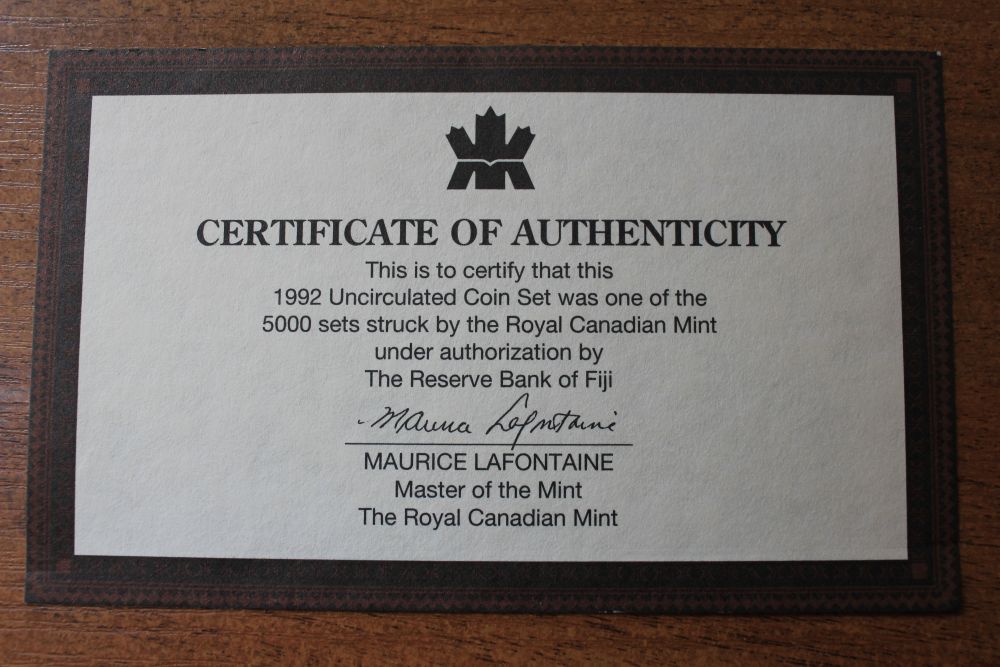 CERTIFICATE OF AUTHENTICITY
This is to certify that this
1992 Uncirculated Coin Set was one of the
5000 sets struck by the Royal Canadian Mint
under authorization by
The Reserve Bank of Fiji
Maurice Lafontaine
MAURICE LAFONTAINE
Master of the Mint
The Royal Canadian Mint